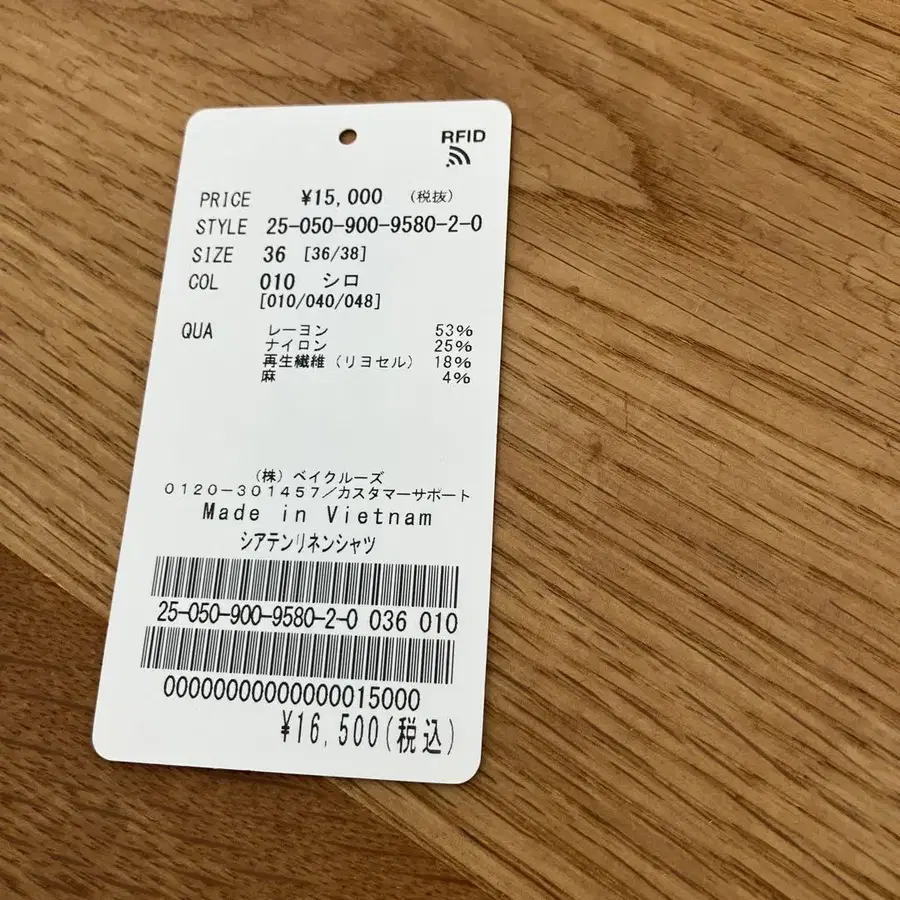 RFID
PRICE ¥15,000 (税抜)
STYLE 25-050-900-9580-2-0
SIZE 36 [36/38]
COL 010 シロ
[010/040/048]
QUA レーヨン 53%
ナイロン 25%
再生繊維(リヨセル) 18%
麻 4%
(株)ベイクルーズ
0120-301457/カスタマーサポート
Made in Vietnam
シアテンリネンシャツ
25-050-900-9580-2-0 036 010
00000000000000015000
¥16,500(税込)